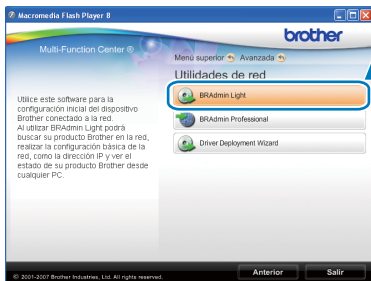 Macromedia Flash Player 8
brother
Multi-Function Center ®
Menú superior
Avanzada
Utilidades de red
Utilice este software para la
configuración inicial del dispositivo
Brother conectado a la red.
Al utilizar BRAdmin Light podrá
buscar su producto Brother en la red,
realizar la configuración básica de la
red, como la dirección IP y ver el
estado de su producto Brother desde
cualquier PC.
BRAdmin Light
BRAdmin Professional
Driver Deployment Wizard
© 2001-2007 Brother Industries, Ltd. All rights reserved.
Anterior
Salir